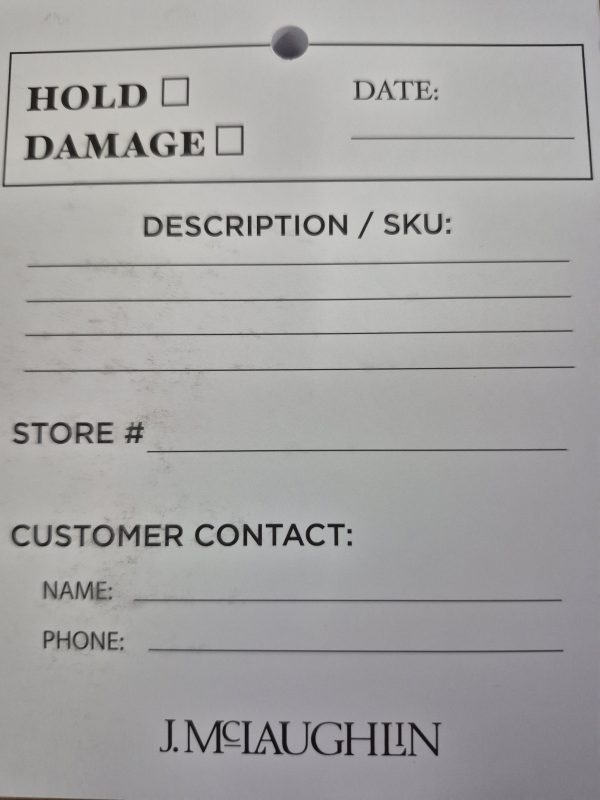 HOLD
DATE:
DAMAGE
DESCRIPTION / SKU:
STORE #
CUSTOMER CONTACT:
NAME:
PHONE:
J.McLAUGHLIN